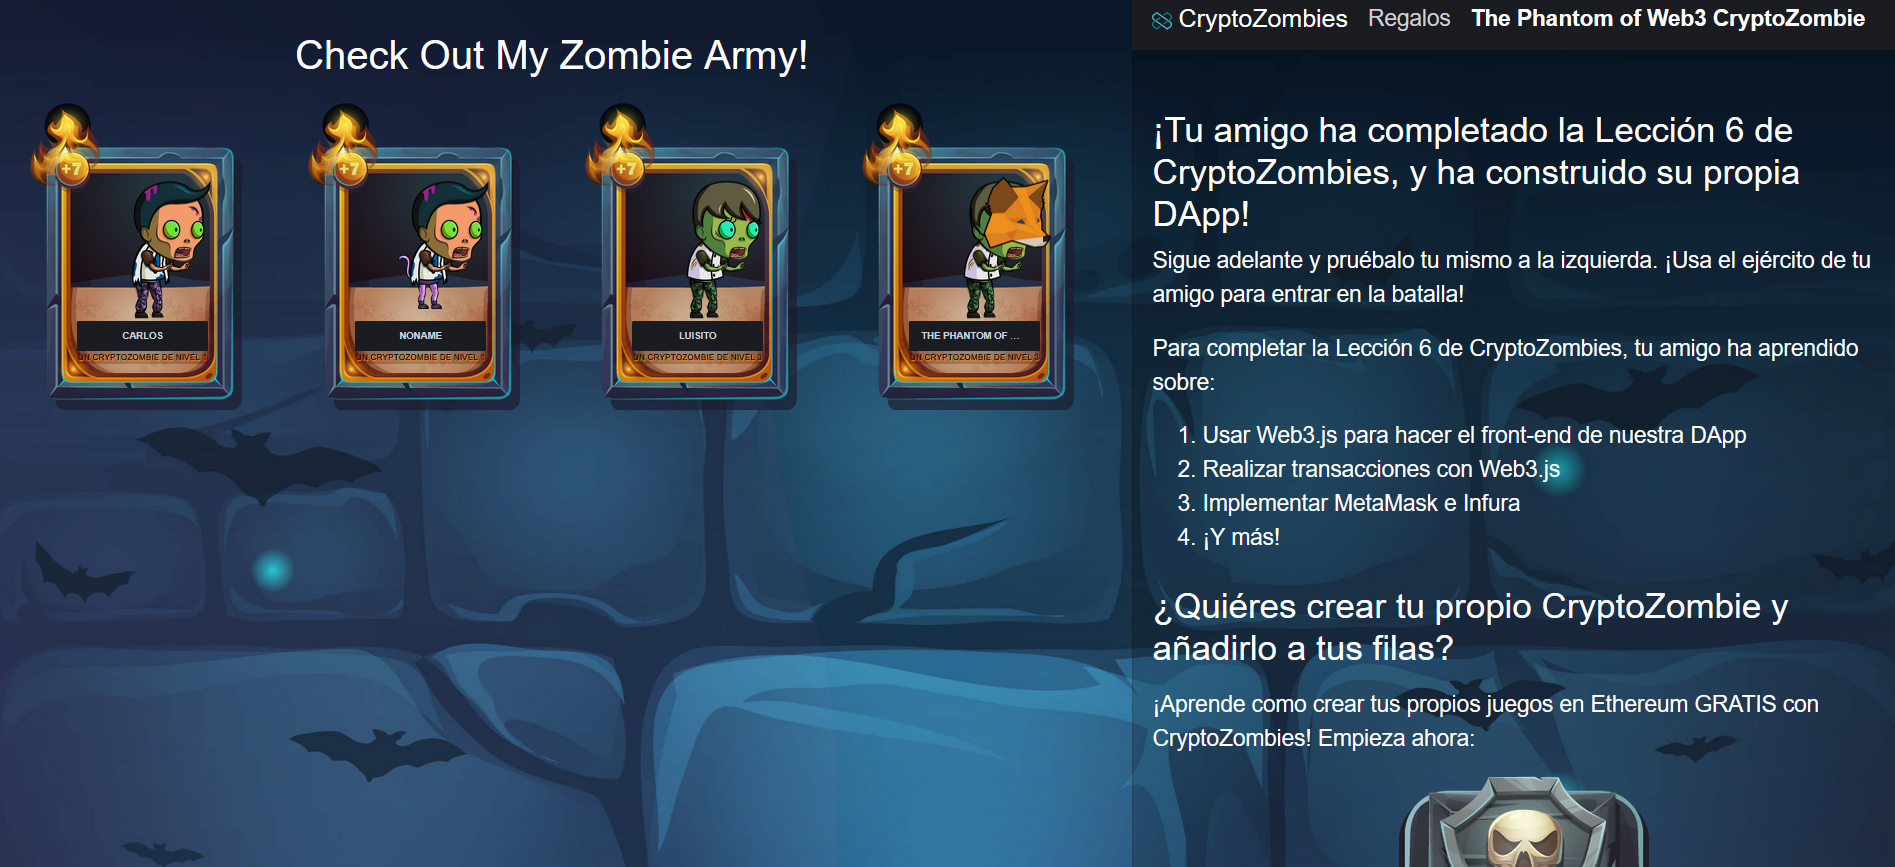 Check Out My Zombie Army!
+7
CARLOS
UN CRYPTOZOMBIE DE NIVEL 1
+7
NONAME
UN CRYPTOZOMBIE DE NIVEL 1
+7
LUISITO
UN CRYPTOZOMBIE DE NIVEL 3
+7
THE PHANTOM OF ...
UN CRYPTOZOMBIE DE NIVEL 3
CryptoZombies Regalos The Phantom of Web3 CryptoZombie
¡Tu amigo ha completado la Lección 6 de
CryptoZombies, y ha construido su propia
DApp!
Sigue adelante y pruébalo tu mismo a la izquierda. ¡Usa el ejército de tu
amigo para entrar en la batalla!
Para completar la Lección 6 de CryptoZombies, tu amigo ha aprendido
sobre:
1. Usar Web3.js para hacer el front-end de nuestra DApp
2. Realizar transacciones con Web3.js
3. Implementar MetaMask e Infura
4. ¡Y más!
¿Quiéres crear tu propio CryptoZombie y
añadirlo a tus filas?
¡Aprende como crear tus propios juegos en Ethereum GRATIS con
CryptoZombies! Empieza ahora: